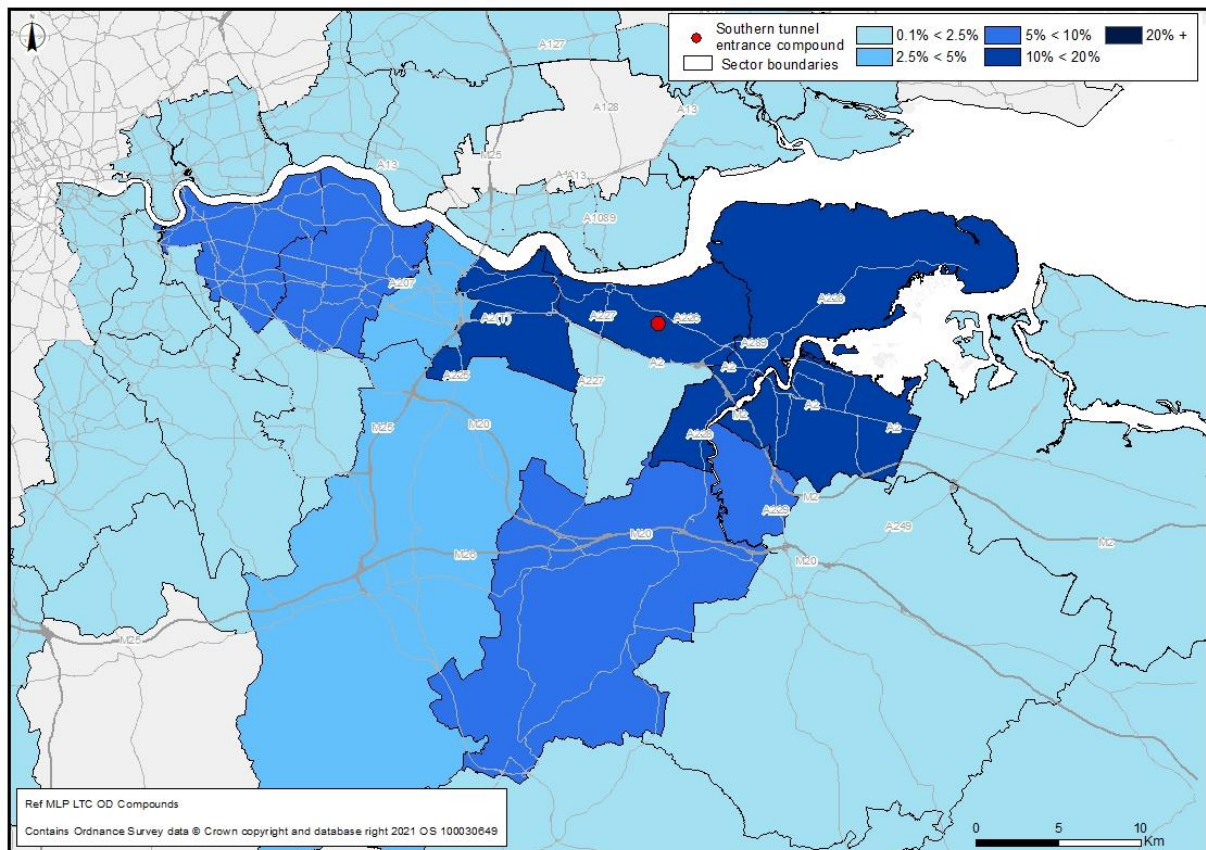 N
Southern tunnel
entrance compound
Sector boundaries
0.1% < 2.5%
2.5% < 5%
5% < 10%
10% < 20%
20% +
A127
A128
A13
M25
A13
A13
A1089
A207
A2(T)
A227
A226
A228
A289
A2
A2
A2
A2
A225
A227
M2
A228
M25
M20
M2
A229
A249
M20
M26
M2
M20
M25
Ref MLP LTC OD Compounds
Contains Ordnance Survey data © Crown copyright and database right 2021 OS 100030649
0 5 10
Km